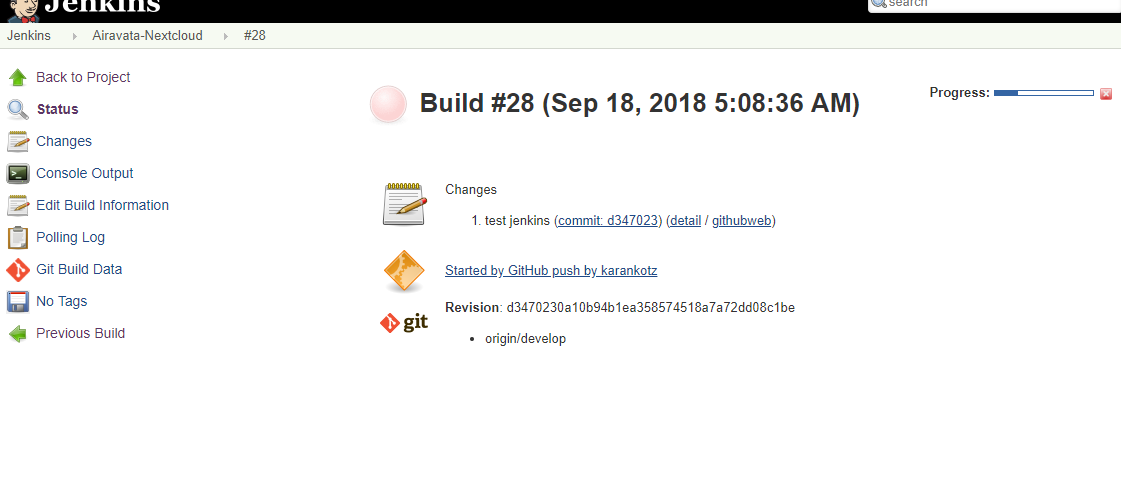 Jenkins
search
Jenkins Airavata-Nextcloud #28
Back to Project
Status
Changes
Console Output
Edit Build Information
Polling Log
Git Build Data
No Tags
Previous Build
Build #28 (Sep 18, 2018 5:08:36 AM)
Progress:
Changes
1. test jenkins (commit: d347023) (detail / githubweb)
Started by GitHub push by karankotz
git
Revision: d3470230a10b94b1ea358574518a7a72dd08c1be
• origin/develop